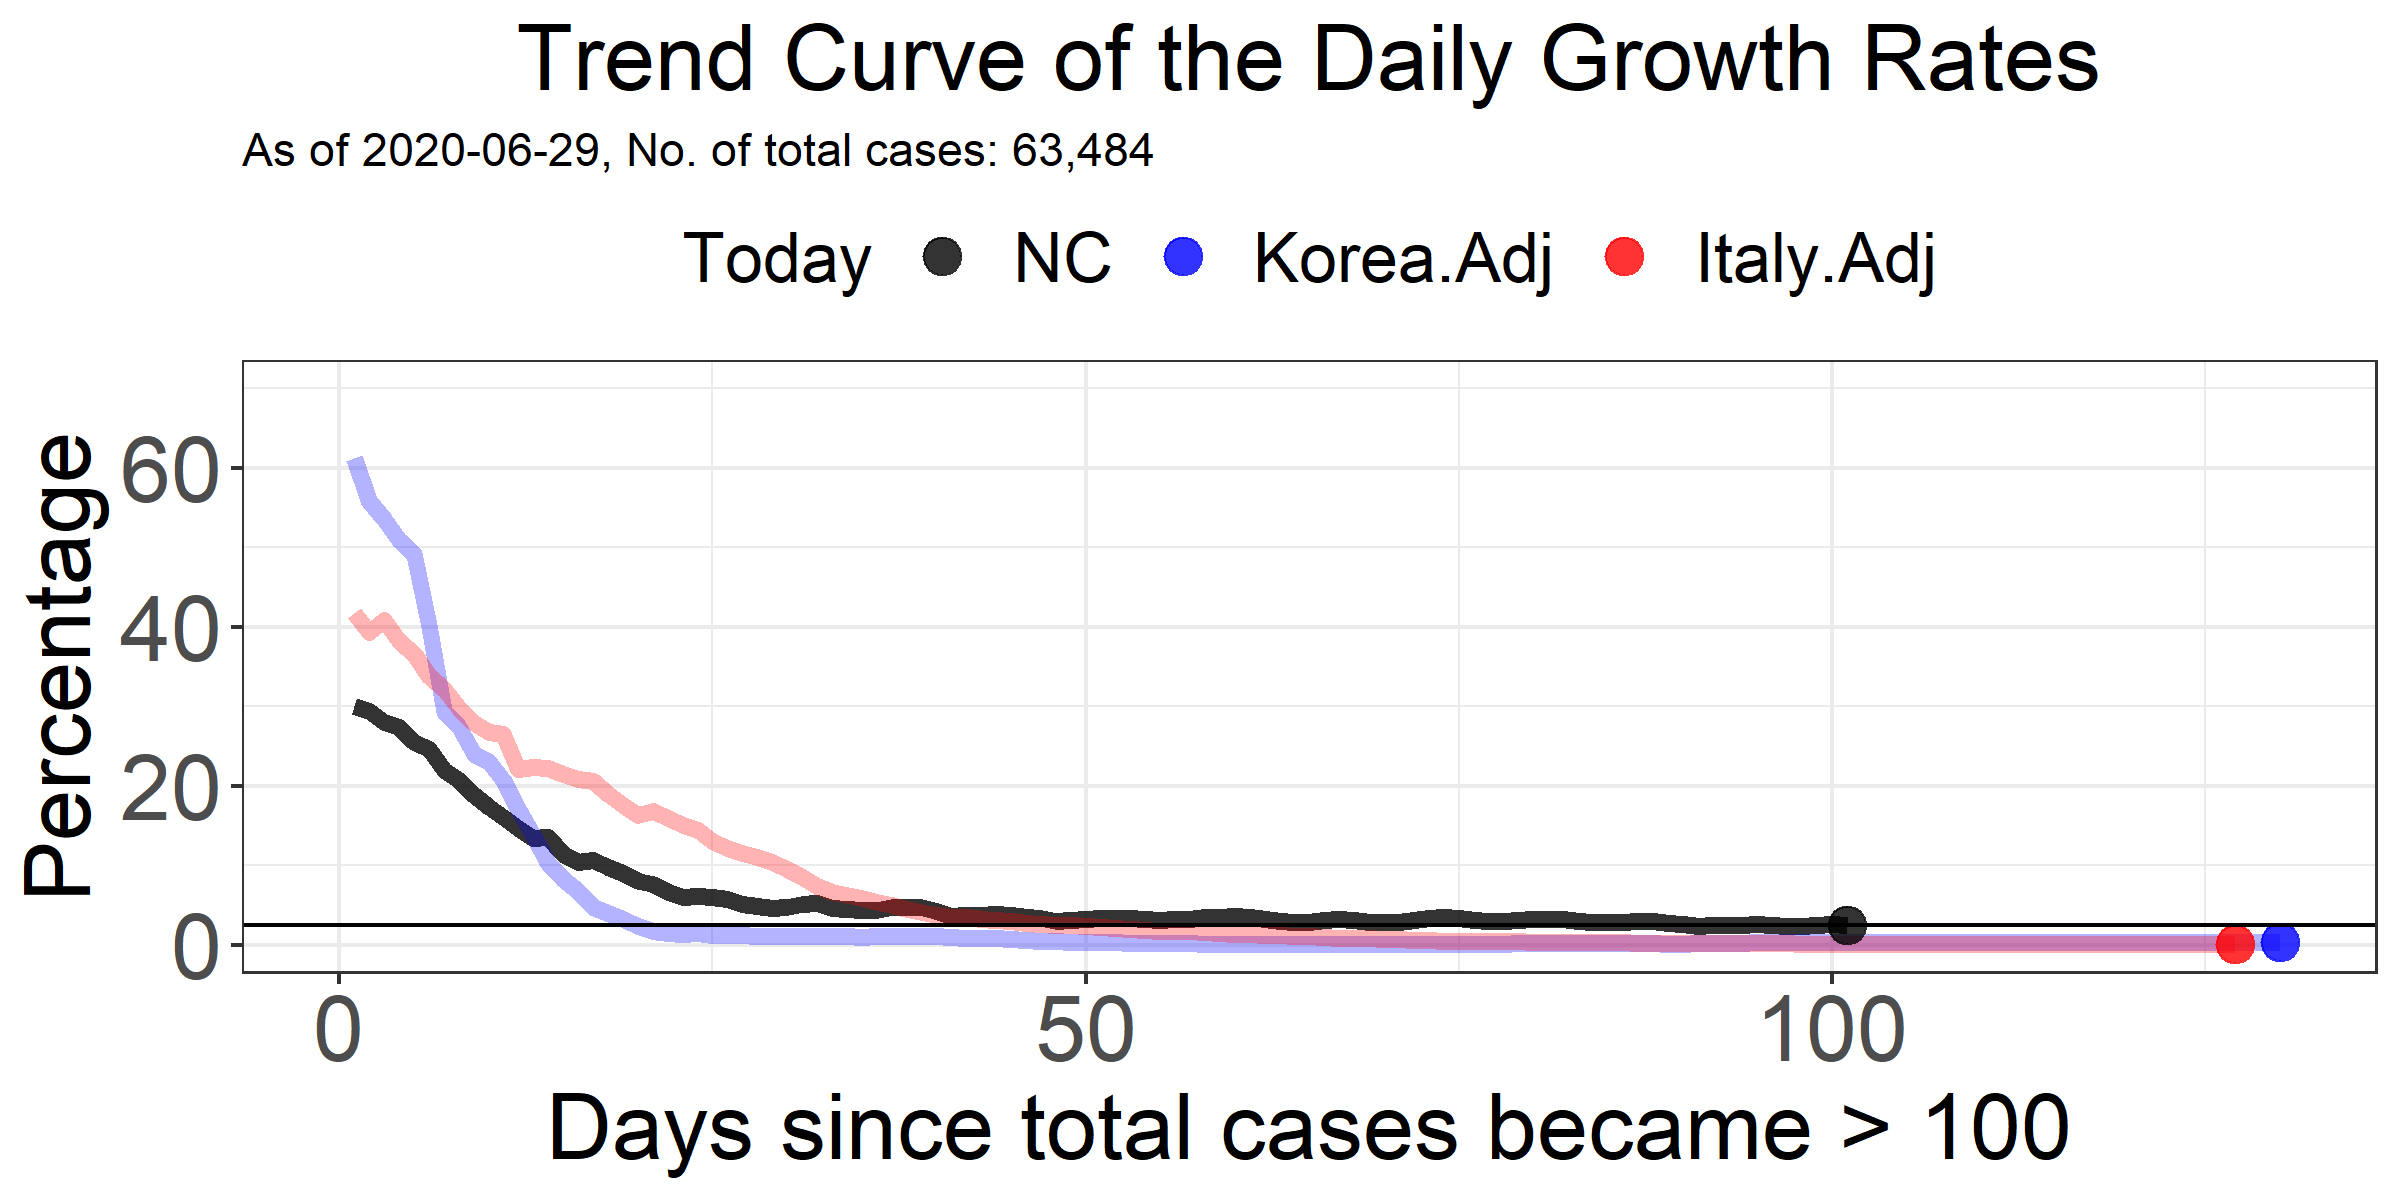 Trend Curve of the Daily Growth Rates
As of 2020-06-29, No. of total cases: 63,484
Today NC Korea.Adj Italy.Adj
Percentage
60
40
20
0
0 50 100
Days since total cases became > 100